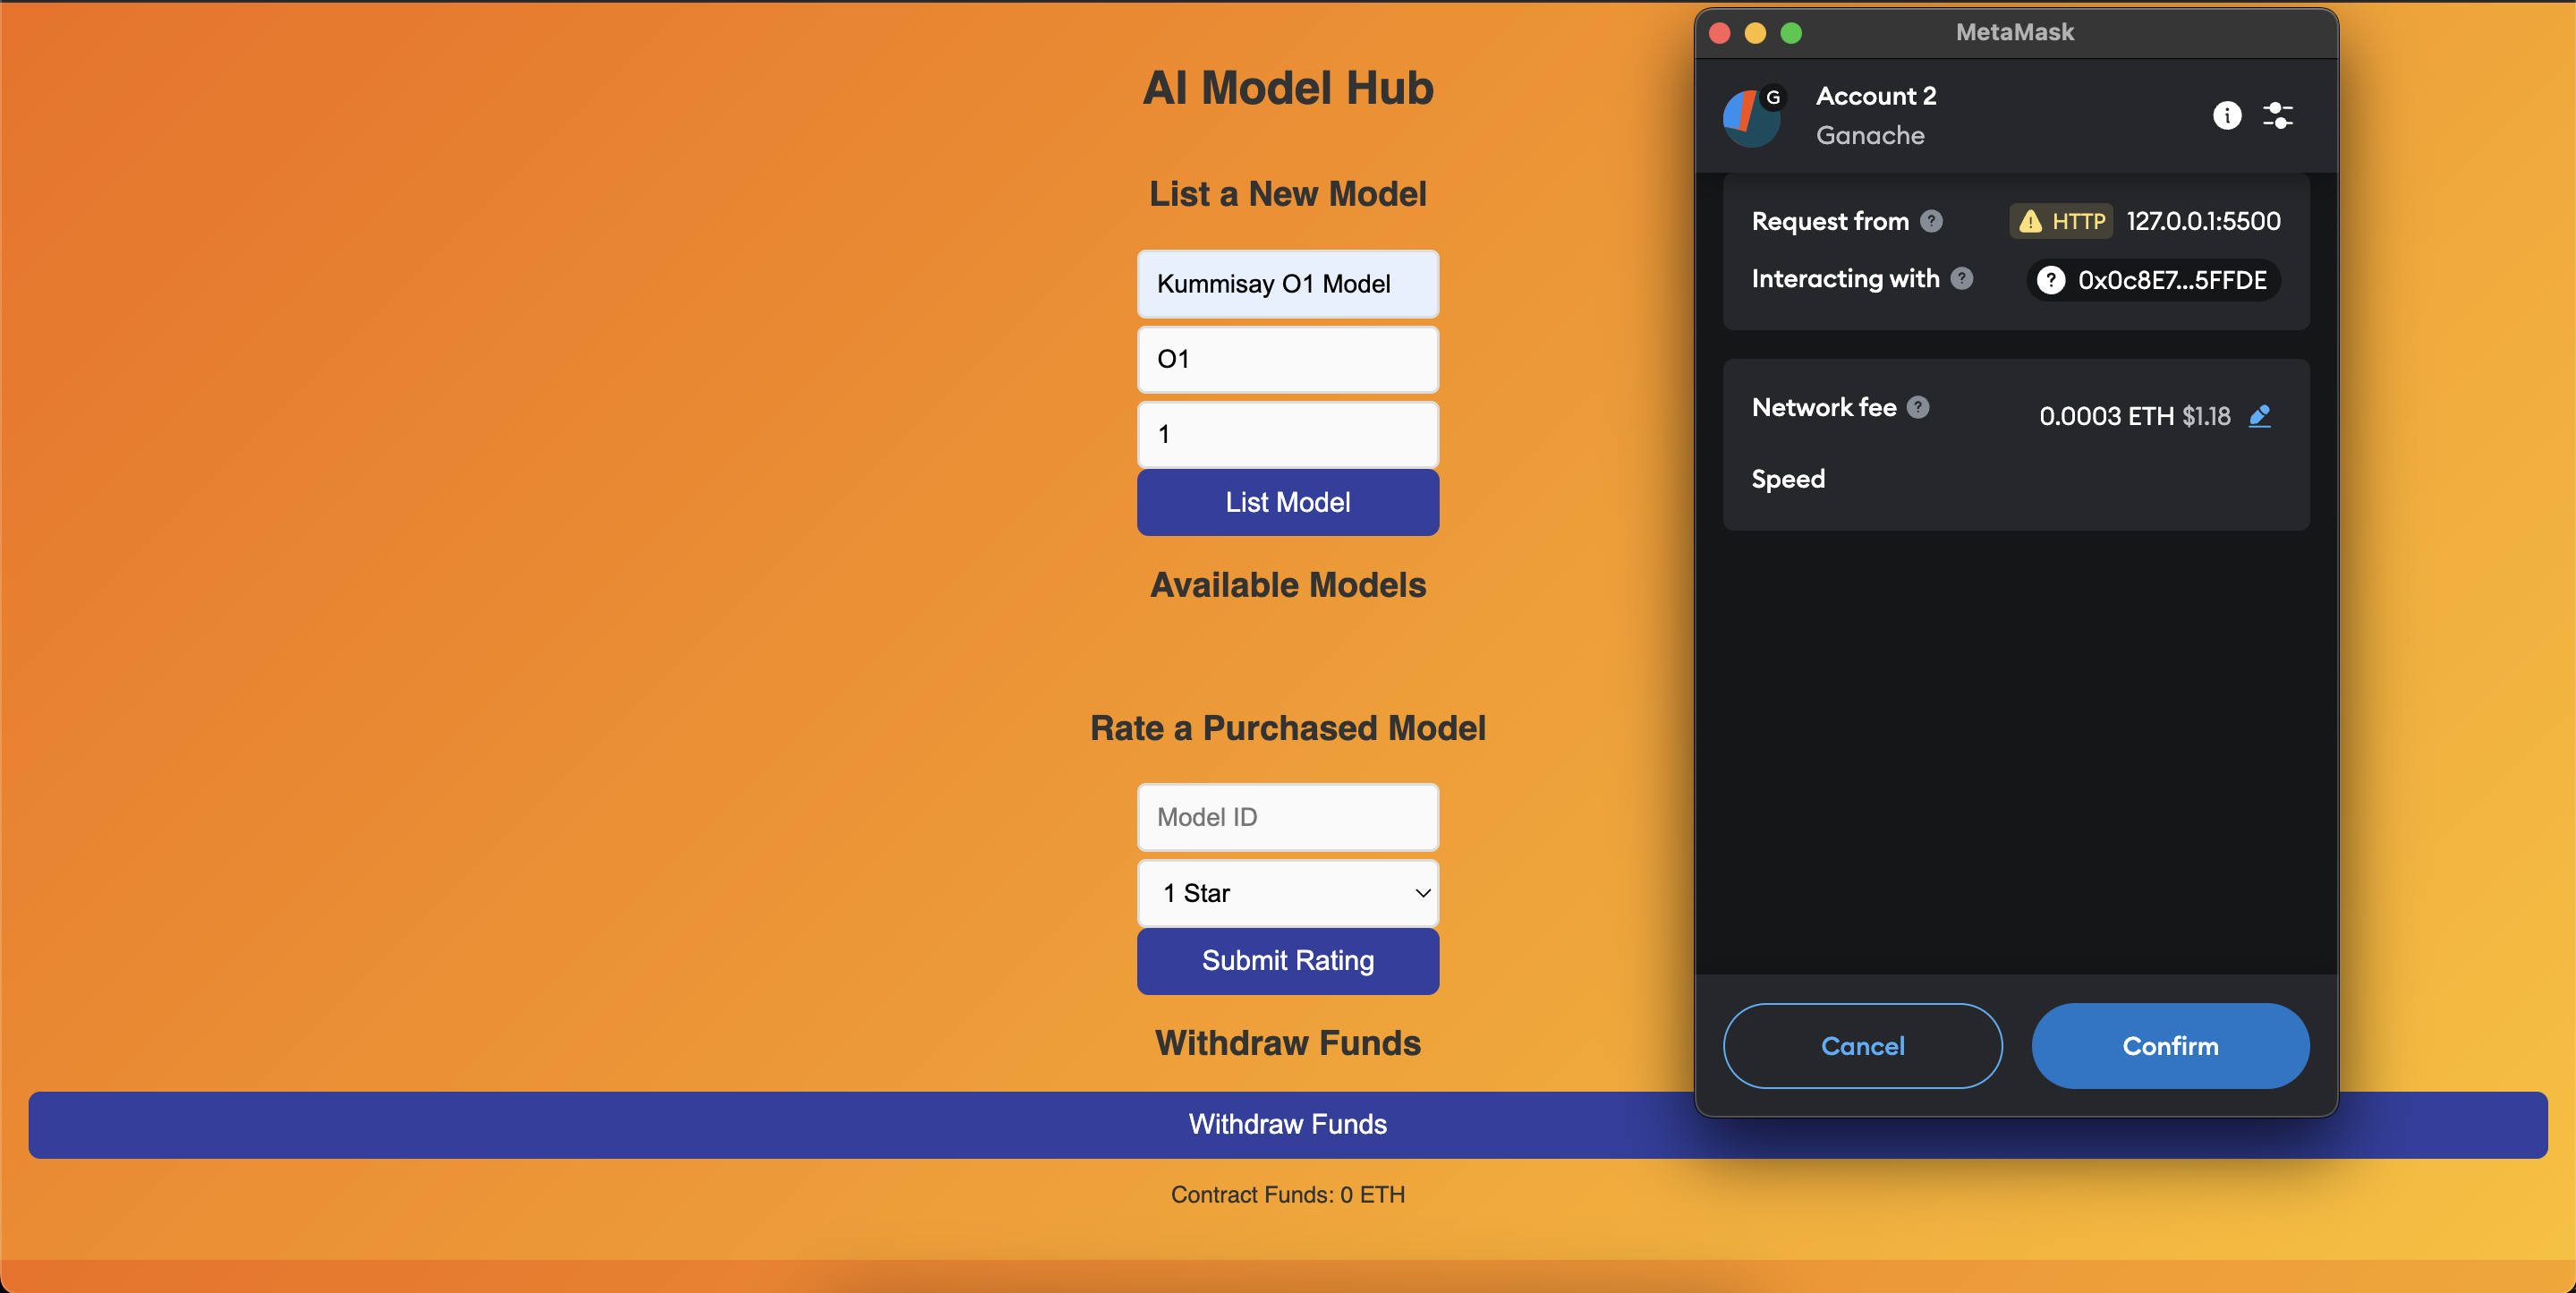 AI Model Hub
List a New Model
Kummisay O1 Model
O1
1
List Model
Available Models
Rate a Purchased Model
Model ID
1 Star
Submit Rating
Withdraw Funds
Withdraw Funds
Contract Funds: 0 ETH
MetaMask
G
Account 2
Ganache
Request from ? HTTP 127.0.0.1:5500
Interacting with ? ? 0x0c8E7...5FFDE
Network fee ? 0.0003 ETH $1.18
Speed
Cancel
Confirm